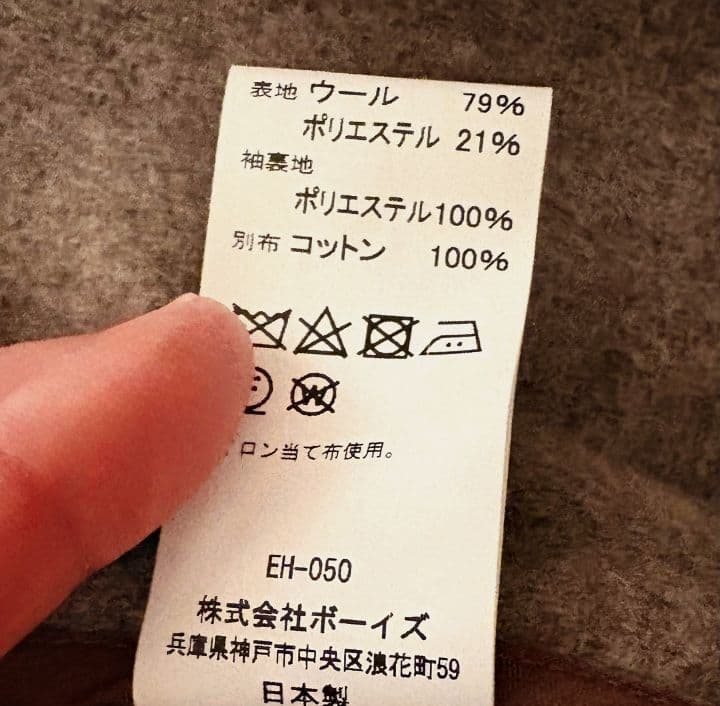 表地 ウール 79%
ポリエステル 21%
袖裏地
ポリエステル100%
別布 コットン 100%
W
ロン当て布使用。
EH-050
株式会社ボーイズ
兵庫県神戸市中央区浪花町59
日本製